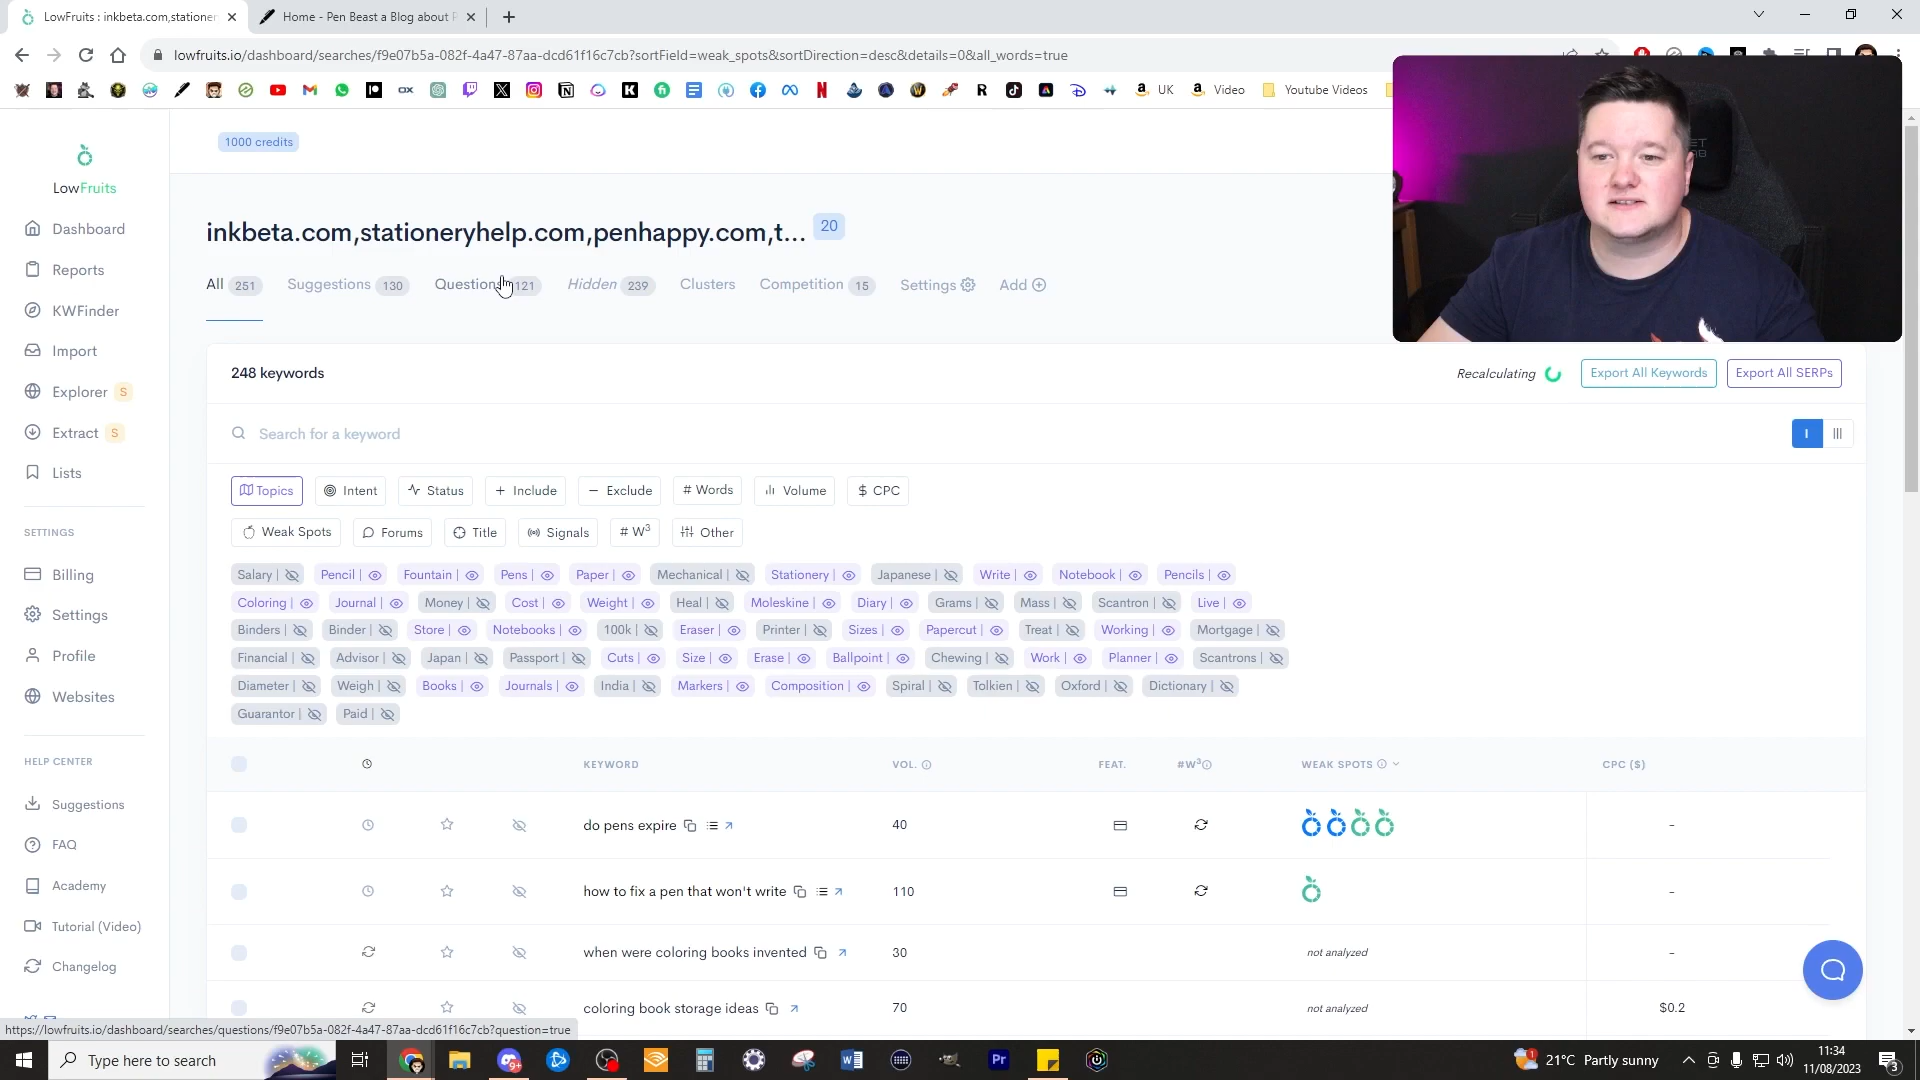 LowFruits : inkbeta.com,stationer
Home - Pen Beast a Blog about P
lowfruits.io/dashboard/searches/f9e07b5a-082f-4a47-87aa-dcd61f16c7cb?sortField=weak_spots&sortDirection=desc&details=0&all_words=true
UK
Video
Youtube Videos
1000 credits
LowFruits
Dashboard
Reports
KWFinder
Import
Explorer S
Extract S
Lists
SETTINGS
Billing
Settings
Profile
Websites
HELP CENTER
Suggestions
FAQ
Academy
Tutorial (Video)
Changelog
inkbeta.com,stationeryhelp.com,penhappy.com,t... 20
All 251 Suggestions 130 Question 121 Hidden 239 Clusters Competition 15 Settings Add
248 keywords
Recalculating
Export All Keywords
Export All SERPs
Search for a keyword
Topics Intent Status + Include − Exclude # Words Volume $ CPC
Weak Spots Forums Title Signals # W3 Other
Salary | Pencil | Fountain | Pens | Paper | Mechanical | Stationery | Japanese | Write | Notebook | Pencils |
Coloring | Journal | Money | Cost | Weight | Heal | Moleskine | Diary | Grams | Mass | Scantron | Live |
Binders | Binder | Store | Notebooks | 100k | Eraser | Printer | Sizes | Papercut | Treat | Working | Mortgage |
Financial | Advisor | Japan | Passport | Cuts | Size | Erase | Ballpoint | Chewing | Work | Planner | Scantrons |
Diameter | Weigh | Books | Journals | India | Markers | Composition | Spiral | Tolkien | Oxford | Dictionary |
Guarantor | Paid |
KEYWORD VOL. FEAT. #W3 WEAK SPOTS CPC ($)
do pens expire 40 -
how to fix a pen that won't write 110 -
when were coloring books invented 30 not analyzed -
coloring book storage ideas 70 not analyzed $0.2
https://lowfruits.io/dashboard/searches/questions/f9e07b5a-082f-4a47-87aa-dcd61f16c7cb?question=true
Type here to search
21°C Partly sunny
11:34
11/08/2023
3